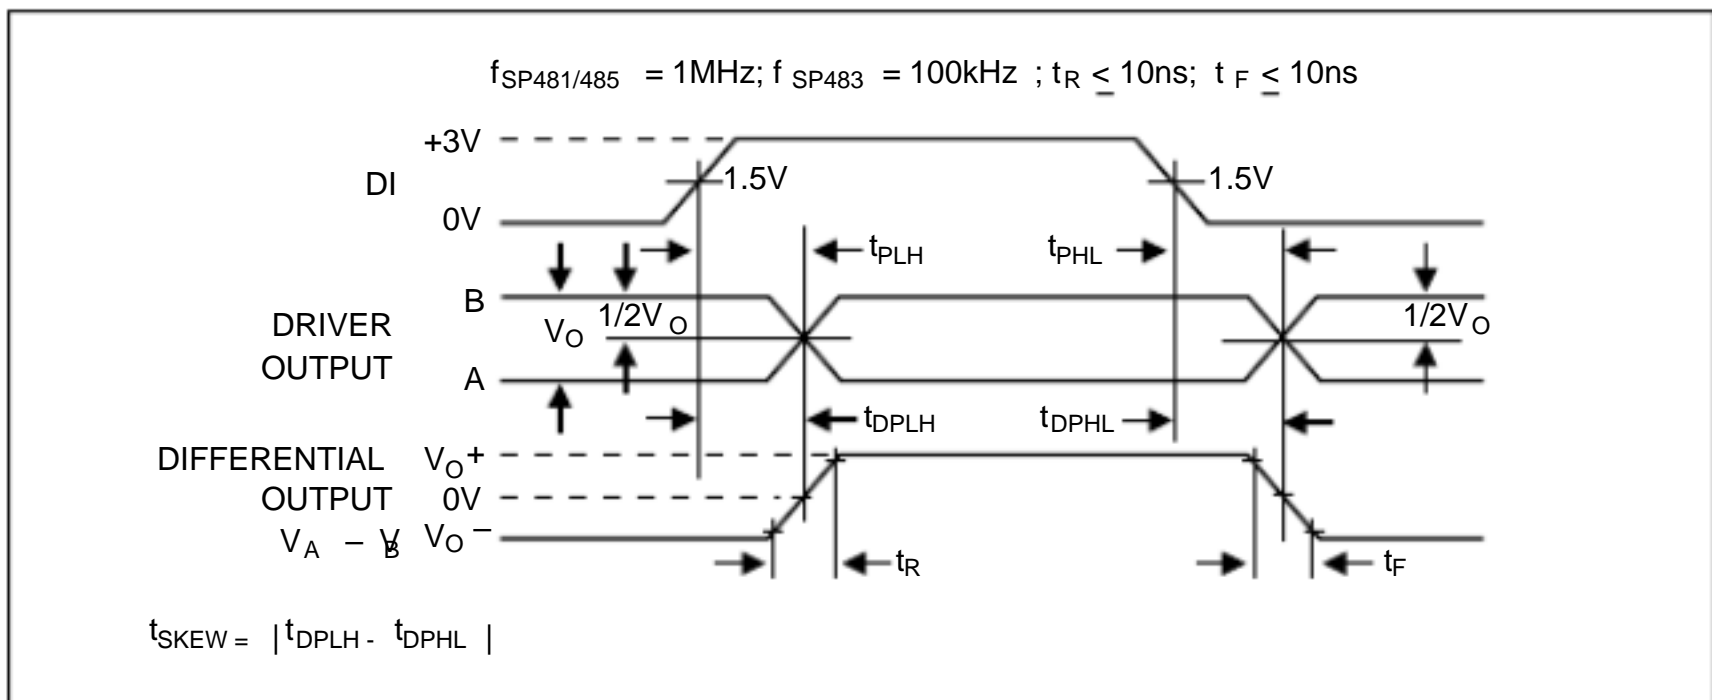 fSP481/485 = 1MHz; f SP483 = 100kHz ; tR ≤ 10ns; t F ≤ 10ns
+3V
DI
1.5V
1.5V
0V
tPLH
tPHL
B
DRIVER
OUTPUT
VO
1/2VO
1/2VO
A
tDPLH
tDPHL
DIFFERENTIAL
OUTPUT
VA – VB
VO+
0V
VO–
tR
tF
tSKEW = |tDPLH - tDPHL |